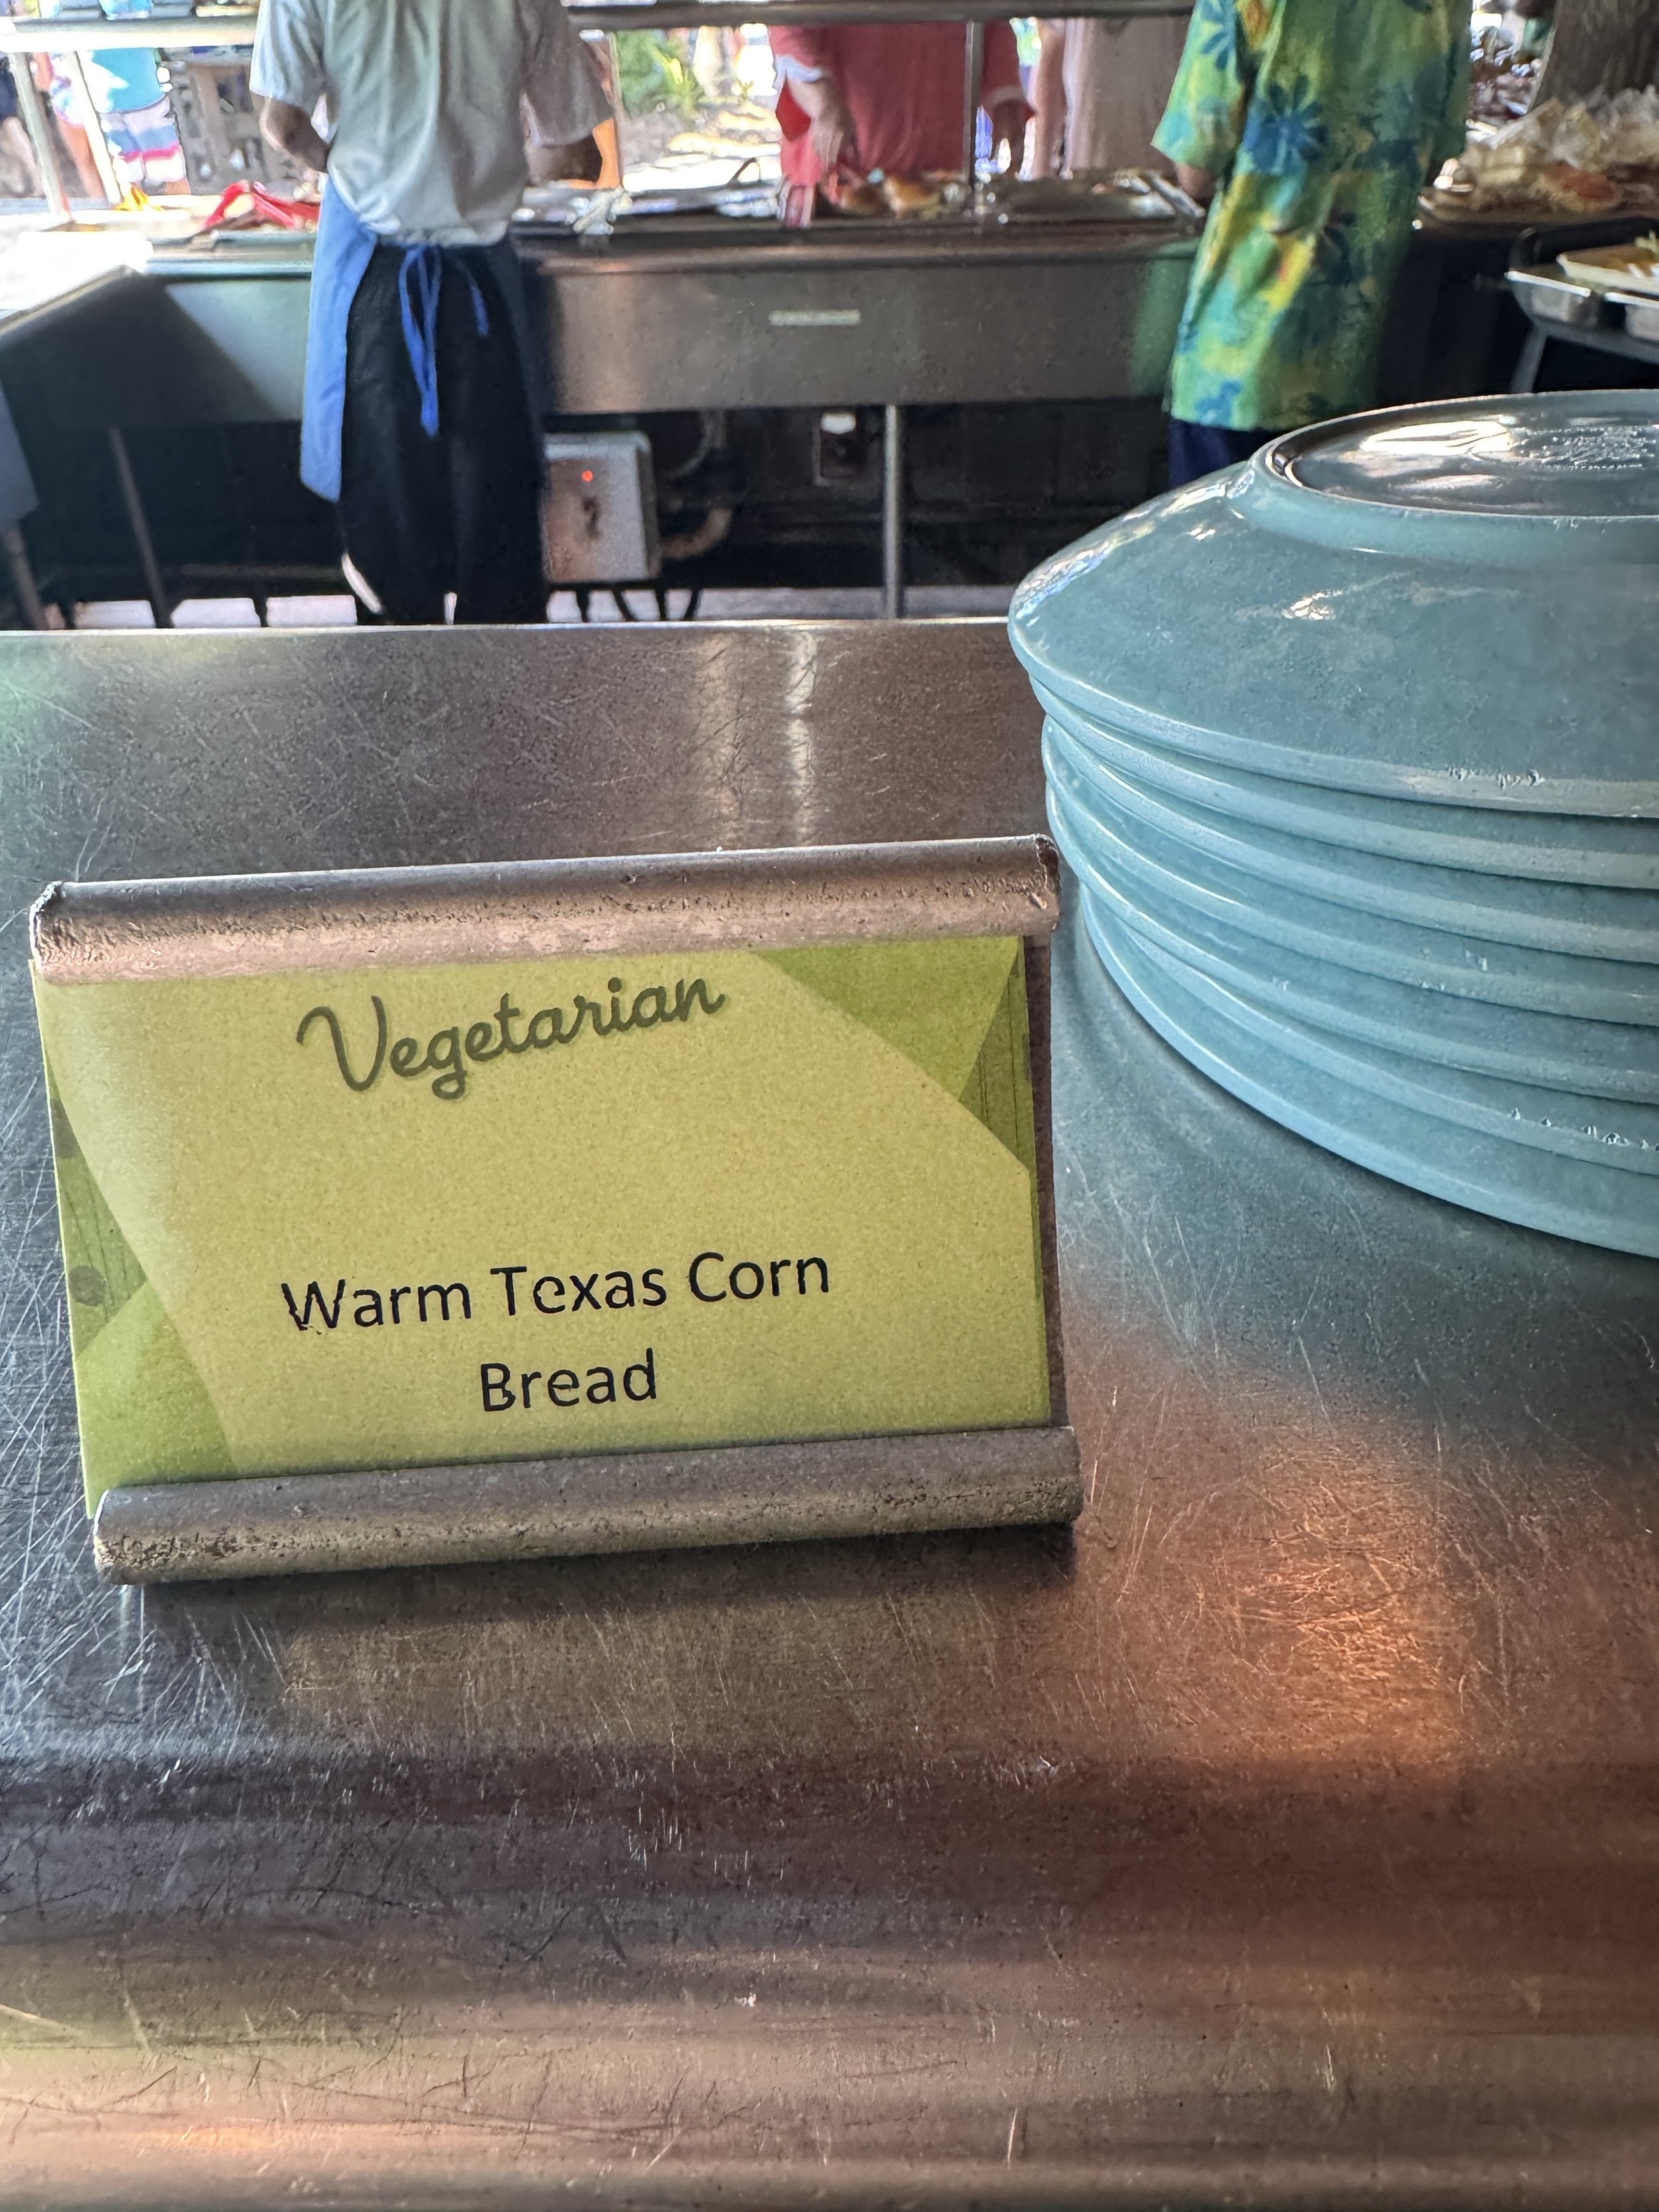 Vegetarian
Warm Texas Corn
Bread